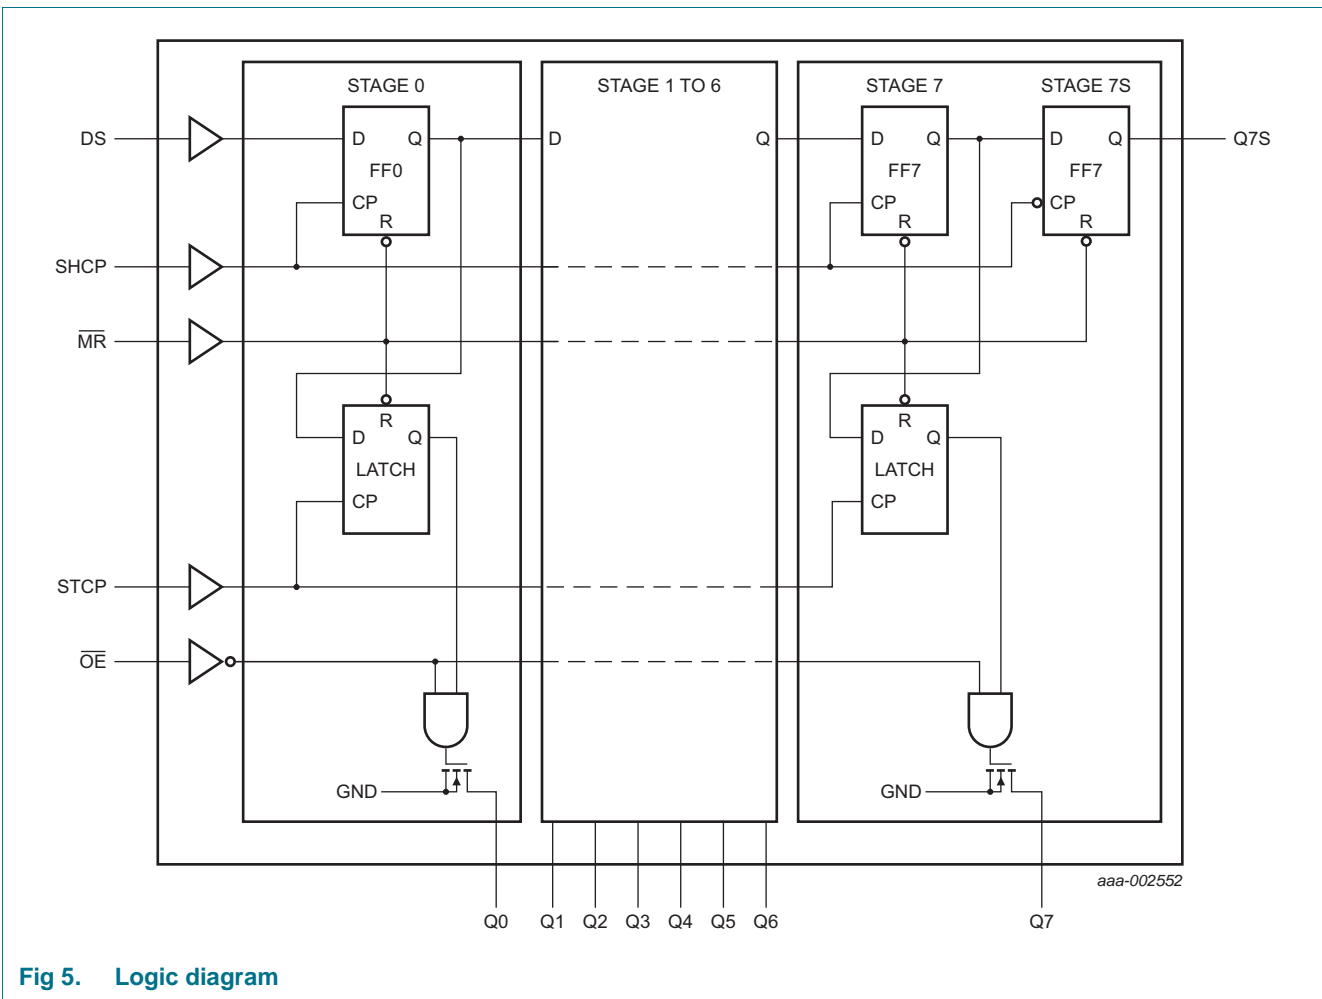 STAGE 0
STAGE 1 TO 6
STAGE 7
STAGE 7S
DS
D
Q
D
Q
D
Q
D
Q
Q7S
FF0
FF7
FF7
CP
CP
CP
R
R
R
SHCP
M̅R̅
R
R
D
Q
D
Q
LATCH
LATCH
CP
CP
STCP
O̅E̅
GND
GND
aaa-002552
Q0
Q1
Q2
Q3
Q4
Q5
Q6
Q7
Fig 5. Logic diagram